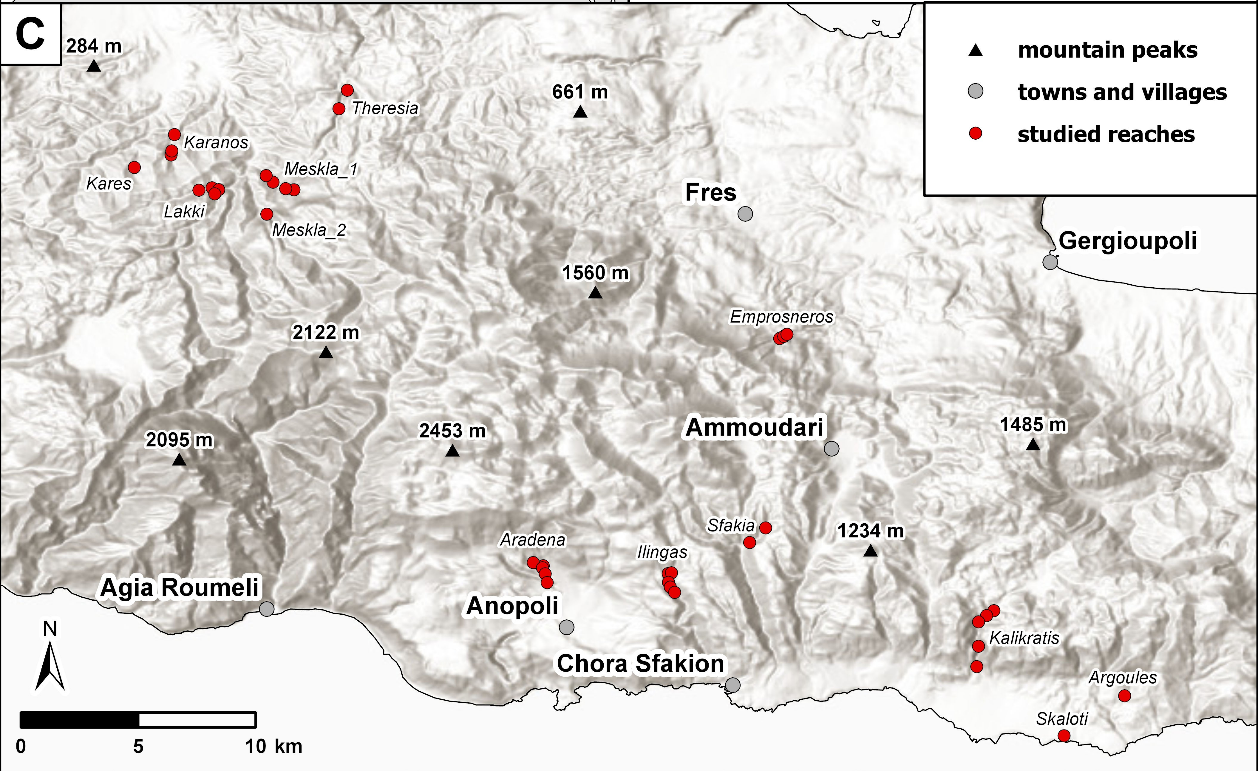 C
284 m
mountain peaks
towns and villages
studied reaches
661 m
Theresia
Karanos
Meskla_1
Kares
Fres
Lakki
Meskla_2
Gergioupoli
1560 m
Emprosneros
2122 m
2453 m
Ammoudari
1485 m
2095 m
Sfakia
1234 m
Aradena
Ilingas
Agia Roumeli
Anopoli
N
Kalikratis
Chora Sfakion
Argoules
Skaloti
0 5 10 km